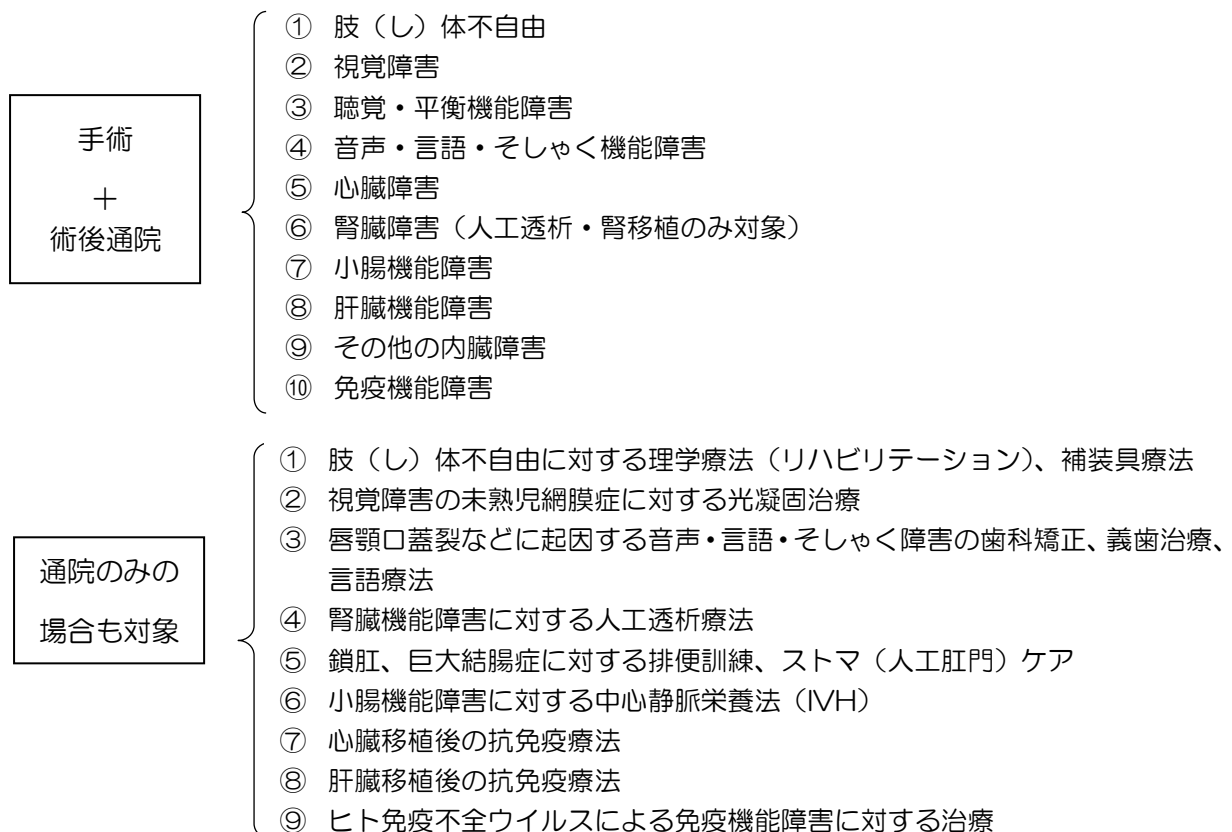 手術
＋
術後通院
① 肢（し）体不自由
② 視覚障害
③ 聴覚・平衡機能障害
④ 音声・言語・そしゃく機能障害
⑤ 心臓障害
⑥ 腎臓障害（人工透析・腎移植のみ対象）
⑦ 小腸機能障害
⑧ 肝臓機能障害
⑨ その他の内臓障害
⑩ 免疫機能障害
通院のみの
場合も対象
① 肢（し）体不自由に対する理学療法（リハビリテーション）、補装具療法
② 視覚障害の未熟児網膜症に対する光凝固治療
③ 唇顎口蓋裂などに起因する音声・言語・そしゃく障害の歯科矯正、義歯治療、
言語療法
④ 腎臓機能障害に対する人工透析療法
⑤ 鎖肛、巨大結腸症に対する排便訓練、ストマ（人工肛門）ケア
⑥ 小腸機能障害に対する中心静脈栄養法（IVH）
⑦ 心臓移植後の抗免疫療法
⑧ 肝臓移植後の抗免疫療法
⑨ ヒト免疫不全ウイルスによる免疫機能障害に対する治療